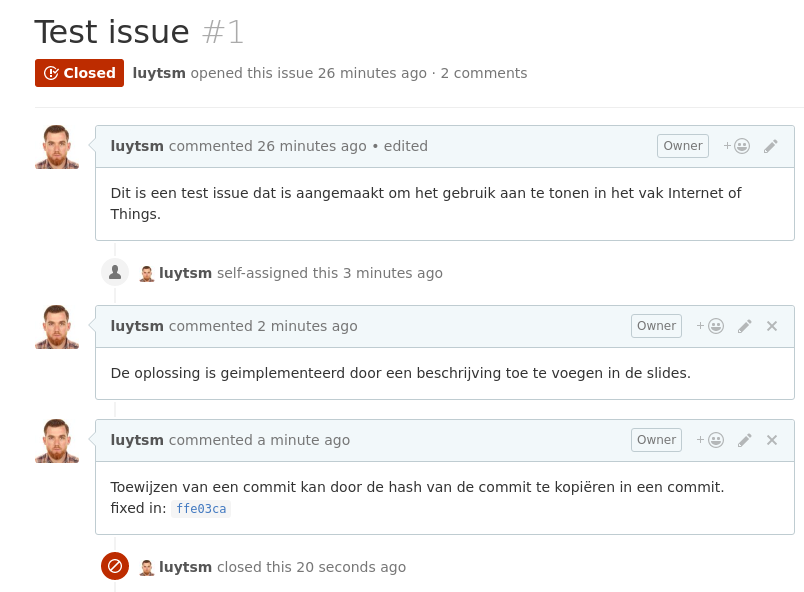 Test issue #1
Closed luytsm opened this issue 26 minutes ago · 2 comments
luytsm commented 26 minutes ago • edited Owner +
Dit is een test issue dat is aangemaakt om het gebruik aan te tonen in het vak Internet of
Things.
luytsm self-assigned this 3 minutes ago
luytsm commented 2 minutes ago Owner +
De oplossing is geimplementeerd door een beschrijving toe te voegen in de slides.
luytsm commented a minute ago Owner +
Toewijzen van een commit kan door de hash van de commit te kopiëren in een commit.
fixed in: ffe03ca
luytsm closed this 20 seconds ago